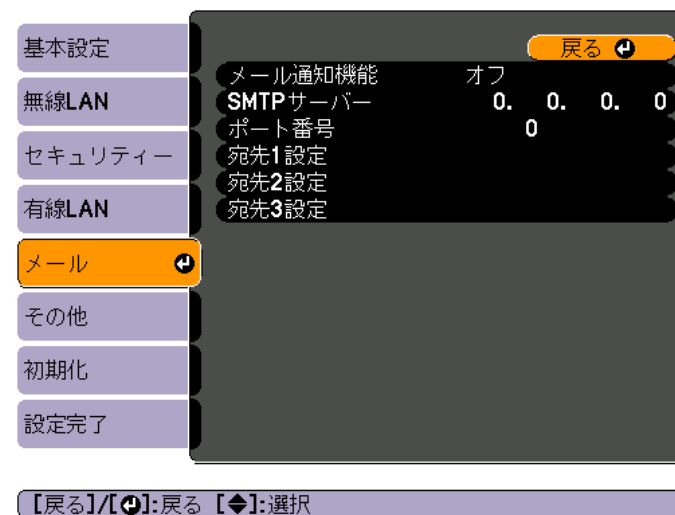 基本設定
無線LAN
セキュリティー
有線LAN
メール
その他
初期化
設定完了
戻る
メール通知機能 オフ
SMTPサーバー 0. 0. 0. 0
ポート番号 0
宛先1設定
宛先2設定
宛先3設定
[戻る]/[⏎]:戻る [◆]:選択